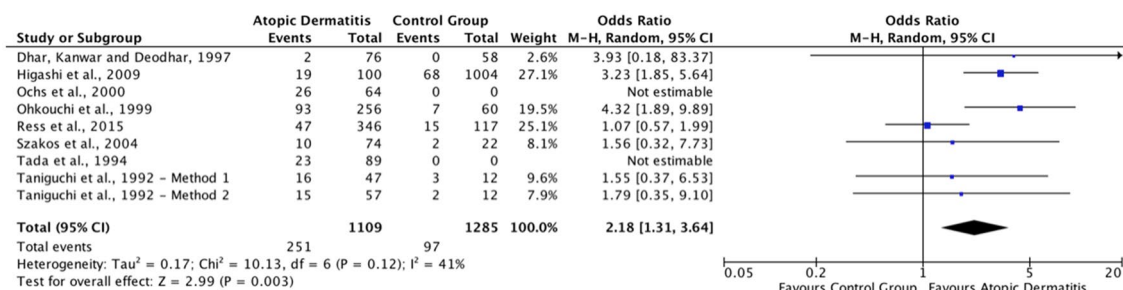 Atopic Dermatitis Control Group Odds Ratio Odds Ratio
Study or Subgroup Events Total Events Total Weight M-H, Random, 95% CI M-H, Random, 95% CI
Dhar, Kanwar and Deodhar, 1997 2 76 0 58 2.6% 3.93 [0.18, 83.37]
Higashi et al., 2009 19 100 68 1004 27.1% 3.23 [1.85, 5.64]
Ochs et al., 2000 26 64 0 0 Not estimable
Ohkouchi et al., 1999 93 256 7 60 19.5% 4.32 [1.89, 9.89]
Ress et al., 2015 47 346 15 117 25.1% 1.07 [0.57, 1.99]
Szakos et al., 2004 10 74 2 22 8.1% 1.56 [0.32, 7.73]
Tada et al., 1994 23 89 0 0 Not estimable
Taniguchi et al., 1992 - Method 1 16 47 3 12 9.6% 1.55 [0.37, 6.53]
Taniguchi et al., 1992 - Method 2 15 57 2 12 7.9% 1.79 [0.35, 9.10]
Total (95% CI) 1109 1285 100.0% 2.18 [1.31, 3.64]
Total events 251 97
Heterogeneity: Tau² = 0.17; Chi² = 10.13, df = 6 (P = 0.12); I² = 41%
Test for overall effect: Z = 2.99 (P = 0.003)
0.05 0.2 1 5 20
Favours Control Group Favours Atopic Dermatitis